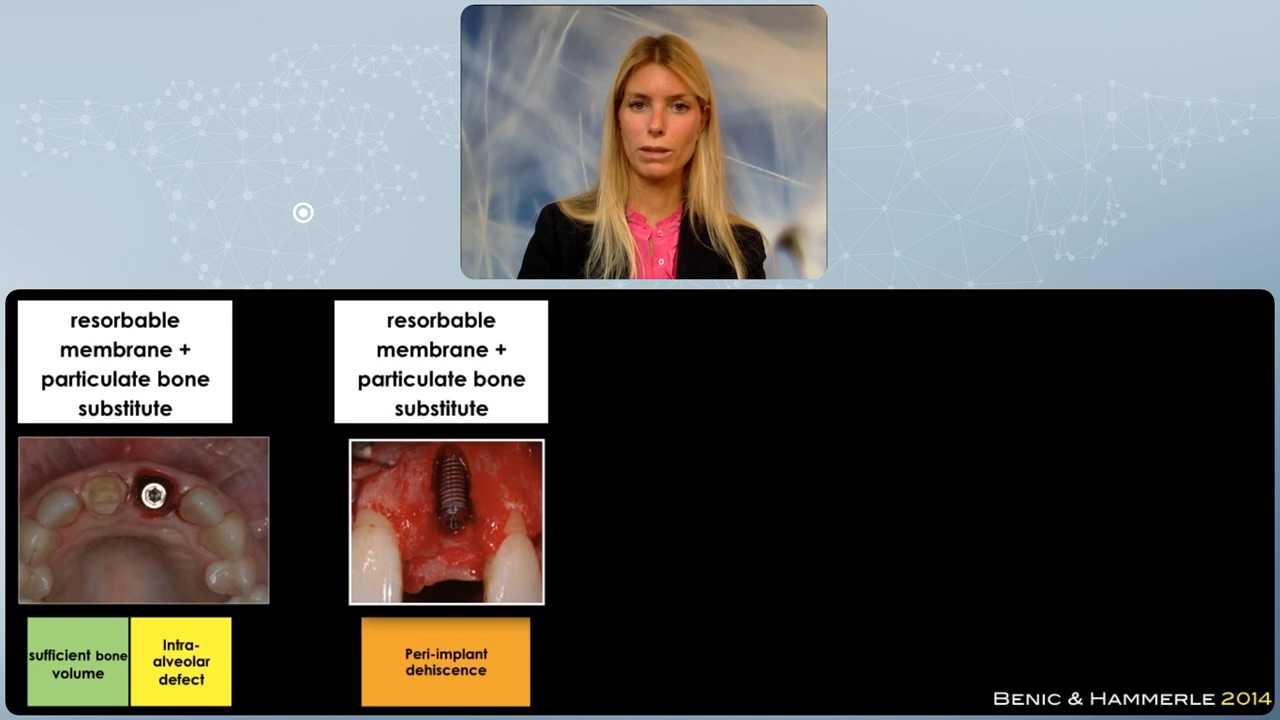 resorbable
membrane +
particulate bone
substitute
resorbable
membrane +
particulate bone
substitute
sufficient bone
volume
Intra-
alveolar
defect
Peri-implant
dehiscence
BENIC & HAMMERLE 2014